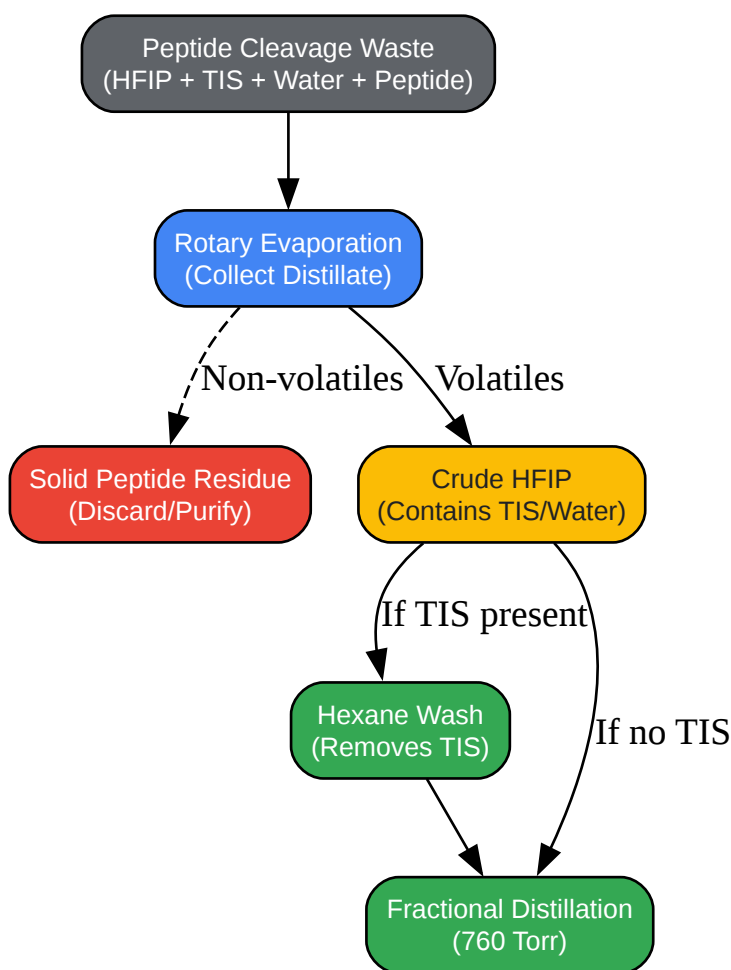 Peptide Cleavage Waste
(HFIP + TIS + Water + Peptide)
Rotary Evaporation
(Collect Distillate)
Non-volatiles
Volatiles
Solid Peptide Residue
(Discard/Purify)
Crude HFIP
(Contains TIS/Water)
If TIS present
Hexane Wash
(Removes TIS)
If no TIS
Fractional Distillation
(760 Torr)